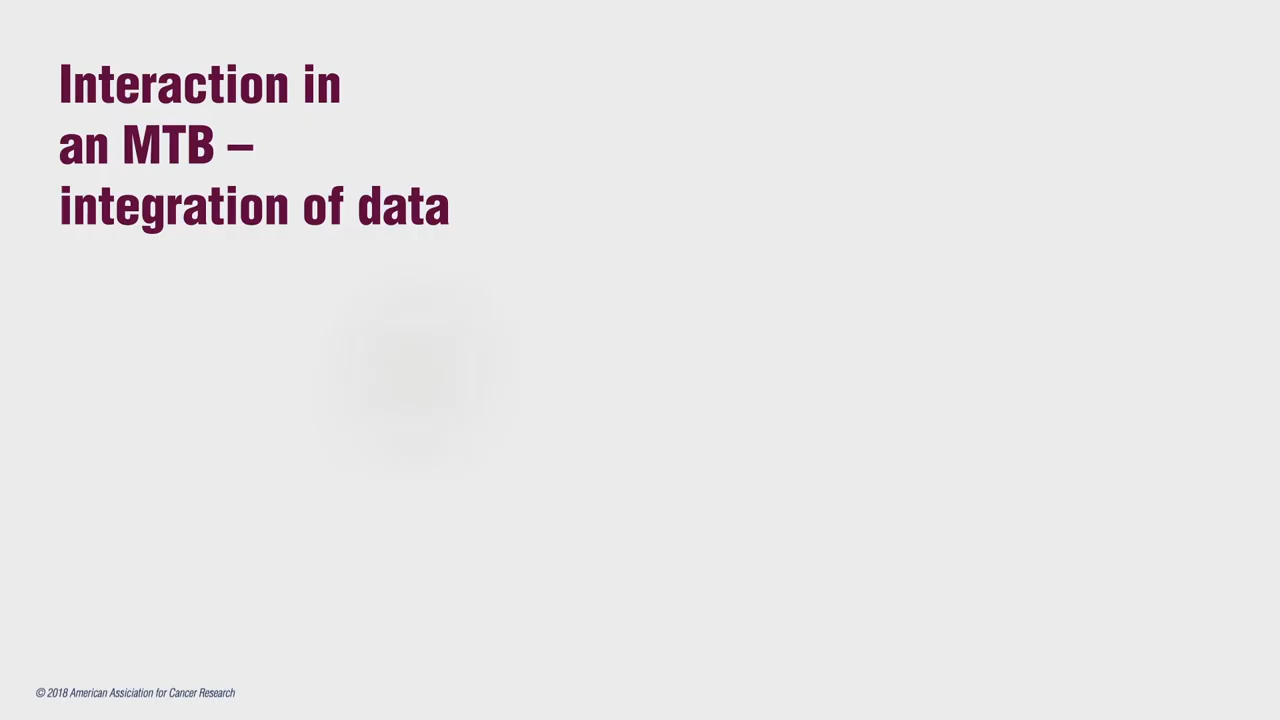 Interaction in
an MTB –
integration of data
© 2018 American Assiciation for Cancer Research